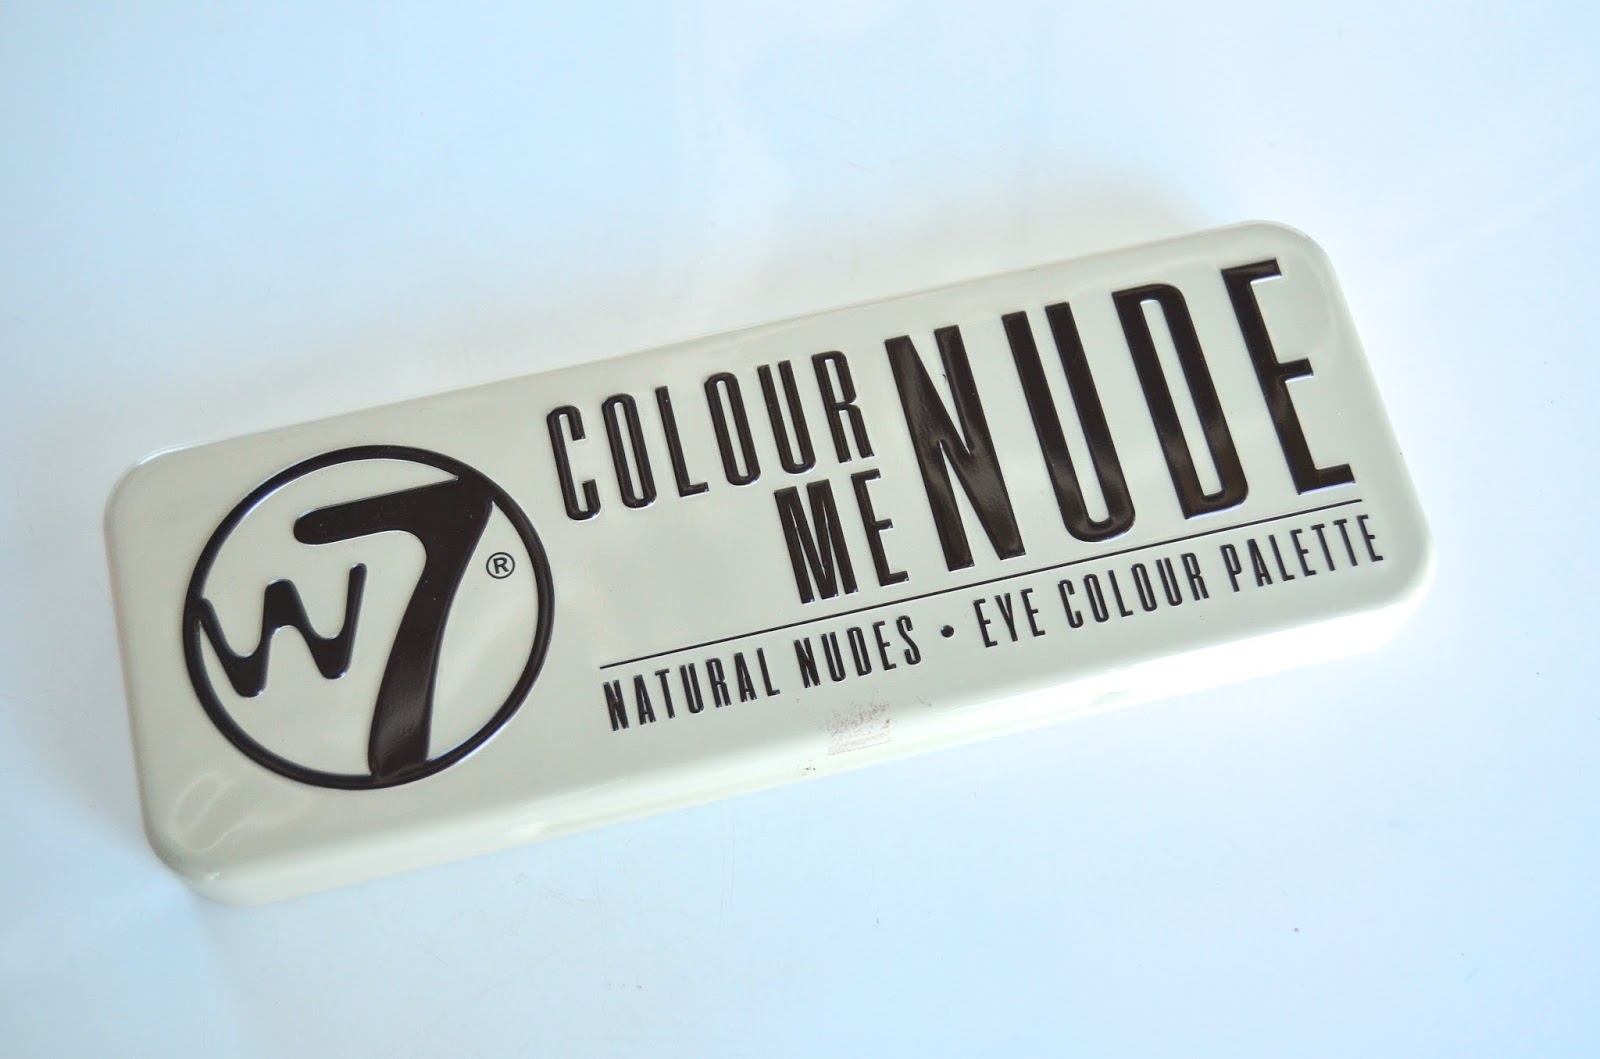 W7®
COLOUR
ME NUDE
NATURAL NUDES • EYE COLOUR PALETTE